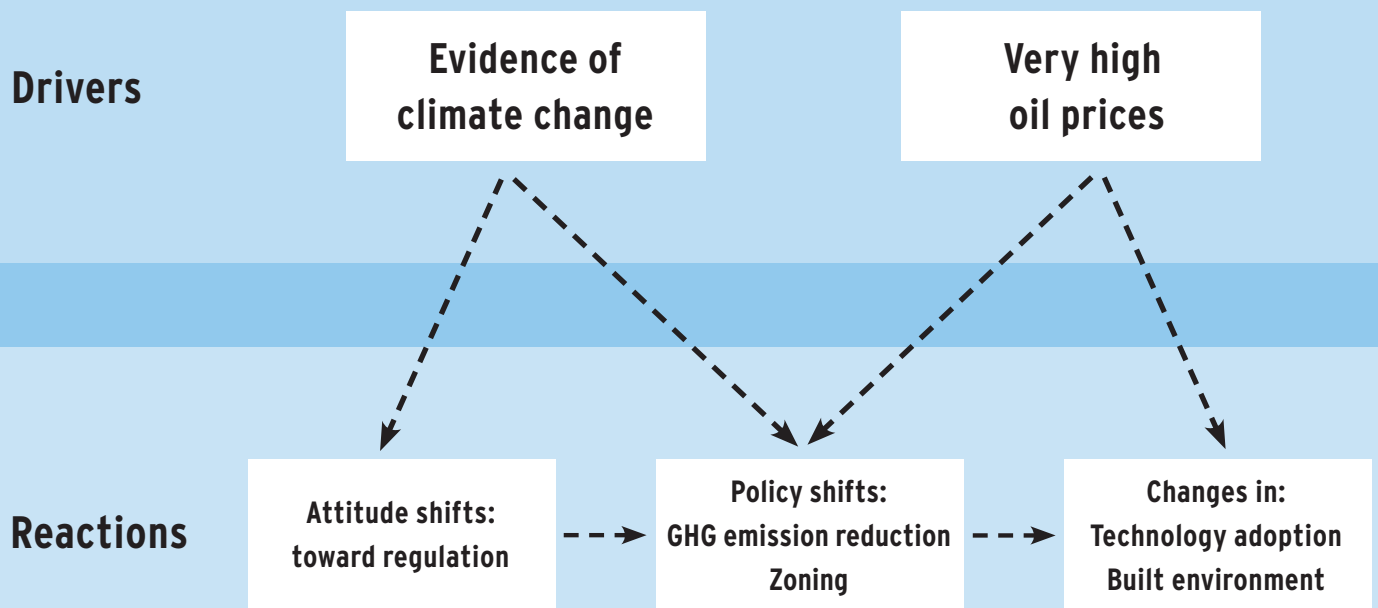 Drivers
Evidence of
climate change
Very high
oil prices
Reactions
Attitude shifts:
toward regulation
Policy shifts:
GHG emission reduction
Zoning
Changes in:
Technology adoption
Built environment